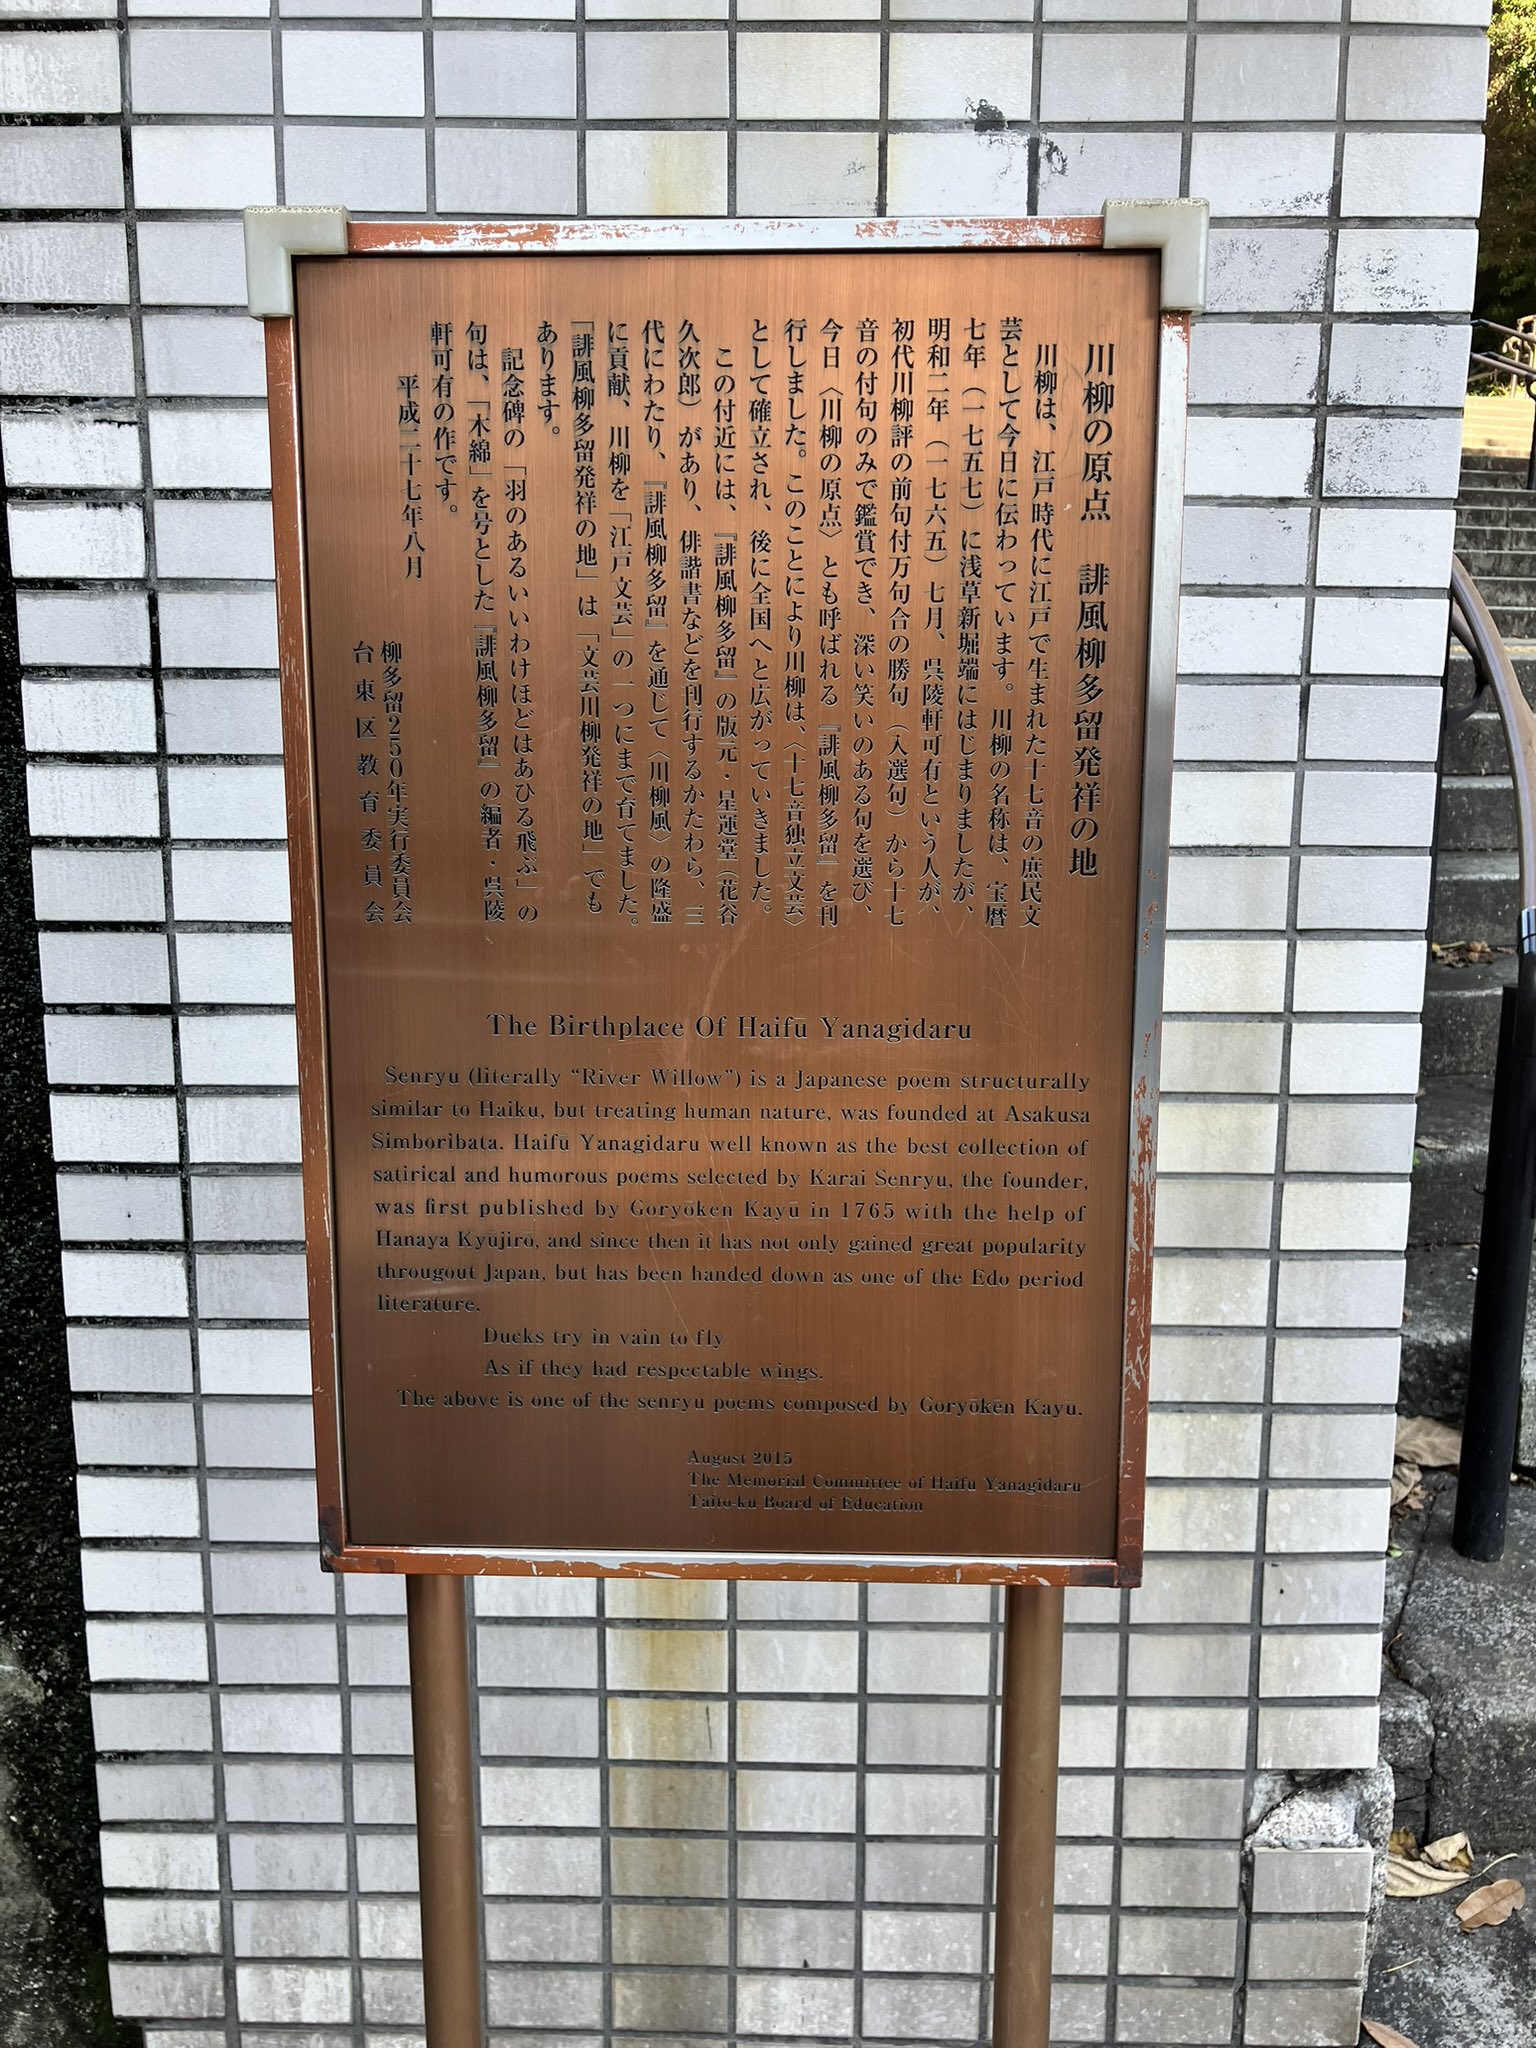 川柳の原点　誹風柳多留発祥の地
川柳は、江戸時代に江戸で生まれた十七音の庶民文
芸として今日に伝わっています。川柳の名称は、宝暦
七年（一七五七）に浅草新堀端にはじまりましたが、
明和二年（一七六五）七月、呉陵軒可有という人が、
初代川柳評の前句付万句合の勝句（入選句）から十七
音の付句のみで鑑賞でき、深い笑いのある句を選び、
今日〈川柳の原点〉とも呼ばれる『誹風柳多留』を刊
行しました。このことにより川柳は、〈十七音独立文芸〉
として確立され、後に全国へと広がっていきました。
この付近には、『誹風柳多留』の版元・星運堂（花谷
久次郎）があり、俳諧書などを刊行するかたわら、三
代にわたり、『誹風柳多留』を通じて〈川柳風〉の隆盛
に貢献、川柳を「江戸文芸」の一つにまで育てました。
「誹風柳多留発祥の地」は「文芸川柳発祥の地」でも
あります。
記念碑の「羽のあるいいわけほどはあひる飛ぶ」の
句は、「木綿」を号とした『誹風柳多留』の編者・呉陵
軒可有の作です。
平成二十七年八月
柳多留250年実行委員会
台東区教育委員会
The Birthplace Of Haifū Yanagidaru
Senryu (literally “River Willow”) is a Japanese poem structurally
similar to Haiku, but treating human nature, was founded at Asakusa
Simboribata. Haifū Yanagidaru well known as the best collection of
satirical and humorous poems selected by Karai Senryu, the founder,
was first published by Goryōken Kayū in 1765 with the help of
Hanaya Kyūjirō, and since then it has not only gained great popularity
througout Japan, but has been handed down as one of the Edo period
literature.
Ducks try in vain to fly
As if they had respectable wings.
The above is one of the senryu poems composed by Goryōkēn Kayū.
August 2015
The Memorial Committee of Haifu Yanagidaru
Taito-ku Board of Education